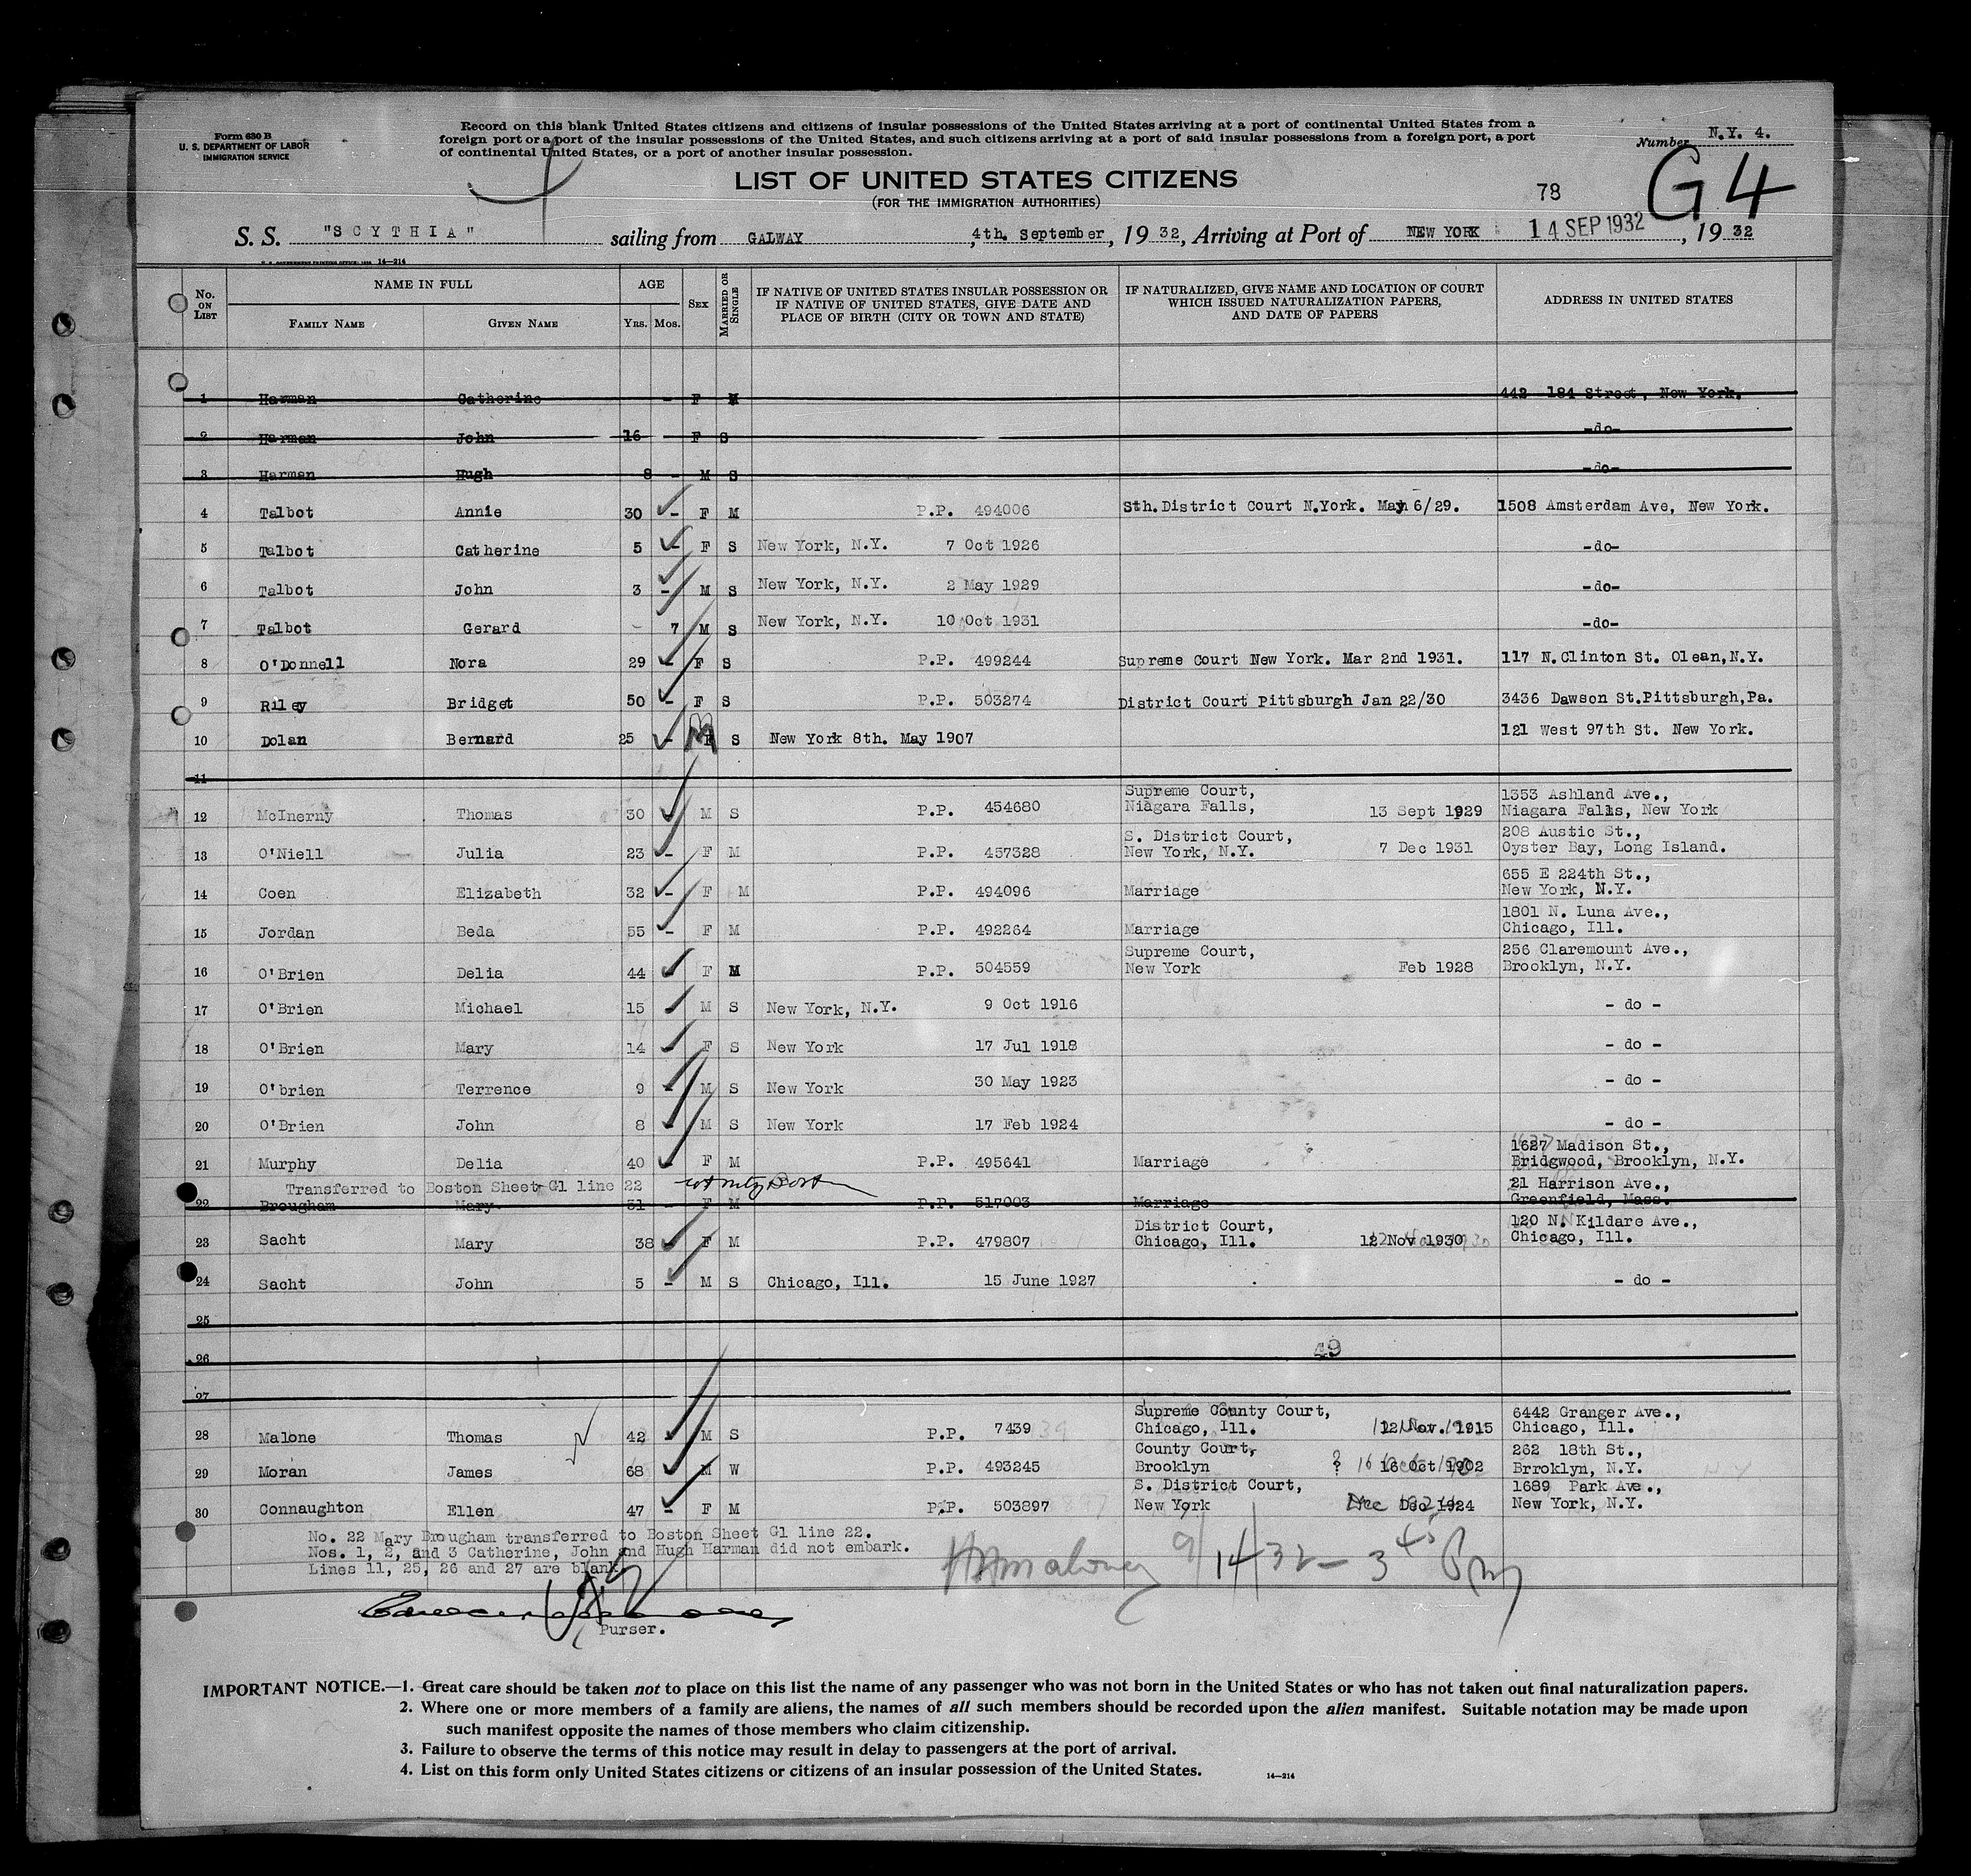 Form 630 B
U. S. DEPARTMENT OF LABOR
IMMIGRATION SERVICE
Record on this blank United States citizens and citizens of insular possessions of the United States arriving at a port of continental United States from a
foreign port or a port of the insular possessions of the United States, and such citizens arriving at a port of said insular possessions from a foreign port, a port
of continental United States, or a port of another insular possession.
Number N.Y. 4.
G4
LIST OF UNITED STATES CITIZENS
78
(FOR THE IMMIGRATION AUTHORITIES)
S. S. "SCYTHIA" sailing from GALWAY, 4th. September, 1932, Arriving at Port of NEW YORK 14 SEP 1932, 1932
14—214
No. ON LIST
NAME IN FULL
FAMILY NAME GIVEN NAME
AGE
YRS. MOS.
SEX
MARRIED OR SINGLE
IF NATIVE OF UNITED STATES INSULAR POSSESSION OR
IF NATIVE OF UNITED STATES, GIVE DATE AND
PLACE OF BIRTH (CITY OR TOWN AND STATE)
IF NATURALIZED, GIVE NAME AND LOCATION OF COURT
WHICH ISSUED NATURALIZATION PAPERS,
AND DATE OF PAPERS
ADDRESS IN UNITED STATES
1 Harman Catherine - F M 442 184 Street, New York.
2 Harman John 16 F S -do-
3 Harman Hugh 8 - M S -do-
4 Talbot Annie 30 - F M P.P. 494006 Sth. District Court N.York. May 6/29. 1508 Amsterdam Ave, New York.
5 Talbot Catherine 5 - F S New York, N.Y. 7 Oct 1926 -do-
6 Talbot John 3 - M S New York, N.Y. 2 May 1929 -do-
7 Talbot Gerard - 7 M S New York, N.Y. 10 Oct 1931 -do-
8 O'Donnell Nora 29 - F S P.P. 499244 Supreme Court New York. Mar 2nd 1931. 117 N.Clinton St. Olean,N.Y.
9 Riley Bridget 50 - F S P.P. 503274 District Court Pittsburgh Jan 22/30 3436 Dawson St.Pittsburgh,Pa.
10 Dolan Bernard 25 - M S New York 8th. May 1907 121 West 97th St. New York.
11
12 McInerny Thomas 30 M S P.P. 454680 Supreme Court,
Niagara Falls, 13 Sept 1929 1353 Ashland Ave.,
Niagara Falls, New York
13 O'Niell Julia 23 - F M P.P. 457328 S. District Court,
New York, N.Y. 7 Dec 1931 208 Austic St.,
Oyster Bay, Long Island.
14 Coen Elizabeth 32 - F M P.P. 494096 Marriage 655 E 224th St.,
New York, N.Y.
15 Jordan Beda 55 - F M P.P. 492264 Marriage 1801 N. Luna Ave.,
Chicago, Ill.
16 O'Brien Delia 44 F M P.P. 504559 Supreme Court,
New York Feb 1928 256 Claremount Ave.,
Brooklyn, N.Y.
17 O'Brien Michael 15 M S New York, N.Y. 9 Oct 1916 - do -
18 O'Brien Mary 14 F S New York 17 Jul 1918 - do -
19 O'brien Terrence 9 - M S New York 30 May 1923 - do -
20 O'Brien John 8 M S New York 17 Feb 1924 - do -
21 Murphy Delia 40 - F M P.P. 495641 Marriage 1627 Madison St.,
Bridgwood, Brooklyn, N.Y.
Transferred to Boston Sheet G1 line 22
22 Brougham Mary 31 - F M P.P. 517003 Marriage 21 Harrison Ave.,
Greenfield, Mass.
23 Sacht Mary 38 - F M P.P. 479807 District Court,
Chicago, Ill. 12 Nov 1930 120 N. Kildare Ave.,
Chicago, Ill.
24 Sacht John 5 - M S Chicago, Ill. 15 June 1927 - do -
25
26 49
27
28 Malone Thomas 42 M S P.P. 7439 Supreme County Court,
Chicago, Ill. 12 Nov. 1915 6442 Granger Ave.,
Chicago, Ill.
29 Moran James 68 M W P.P. 493245 County Court,
Brooklyn ? 16 Oct 1902 262 18th St.,
Brroklyn, N.Y.
30 Connaughton Ellen 47 - F M P.P. 503897 S. District Court,
New York Dec 1924 1689 Park Ave.,
New York, N.Y.
No. 22 Mary Brougham transferred to Boston Sheet G1 line 22.
Nos. 1, 2, and 3 Catherine, John and Hugh Harman did not embark.
Lines 11, 25, 26 and 27 are blank
Maloney 9/14/32 - 3 45 Pm
Purser.
IMPORTANT NOTICE.—1. Great care should be taken not to place on this list the name of any passenger who was not born in the United States or who has not taken out final naturalization papers.
2. Where one or more members of a family are aliens, the names of all such members should be recorded upon the alien manifest. Suitable notation may be made upon
such manifest opposite the names of those members who claim citizenship.
3. Failure to observe the terms of this notice may result in delay to passengers at the port of arrival.
4. List on this form only United States citizens or citizens of an insular possession of the United States.
14—214